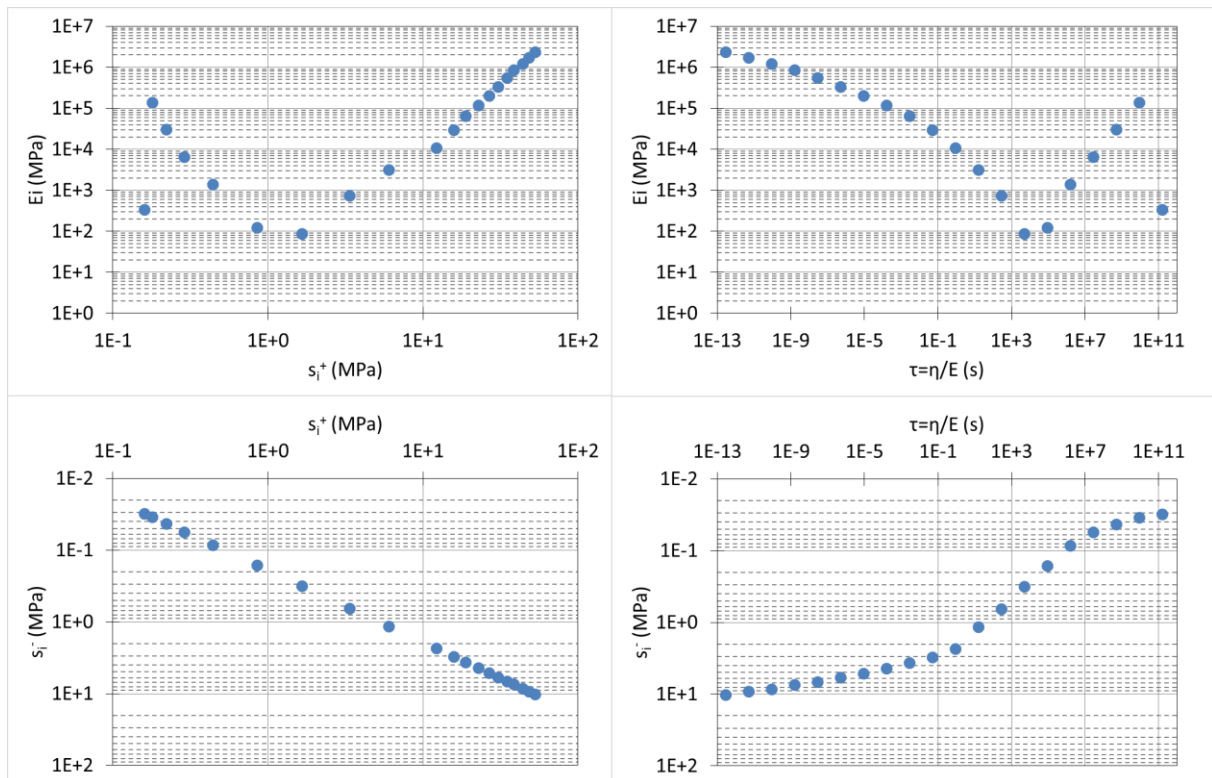 1E+7
1E+6
1E+5
1E+4
1E+3
1E+2
1E+1
1E+0
Ei (MPa)
1E-1 1E+0 1E+1 1E+2
sᵢ⁺ (MPa)
1E+7
1E+6
1E+5
1E+4
1E+3
1E+2
1E+1
1E+0
Ei (MPa)
1E-13 1E-9 1E-5 1E-1 1E+3 1E+7 1E+11
τ=η/E (s)
sᵢ⁺ (MPa)
1E-1 1E+0 1E+1 1E+2
1E-2
1E-1
1E+0
1E+1
1E+2
sᵢ⁻ (MPa)
τ=η/E (s)
1E-13 1E-9 1E-5 1E-1 1E+3 1E+7 1E+11
1E-2
1E-1
1E+0
1E+1
1E+2
sᵢ⁻ (MPa)